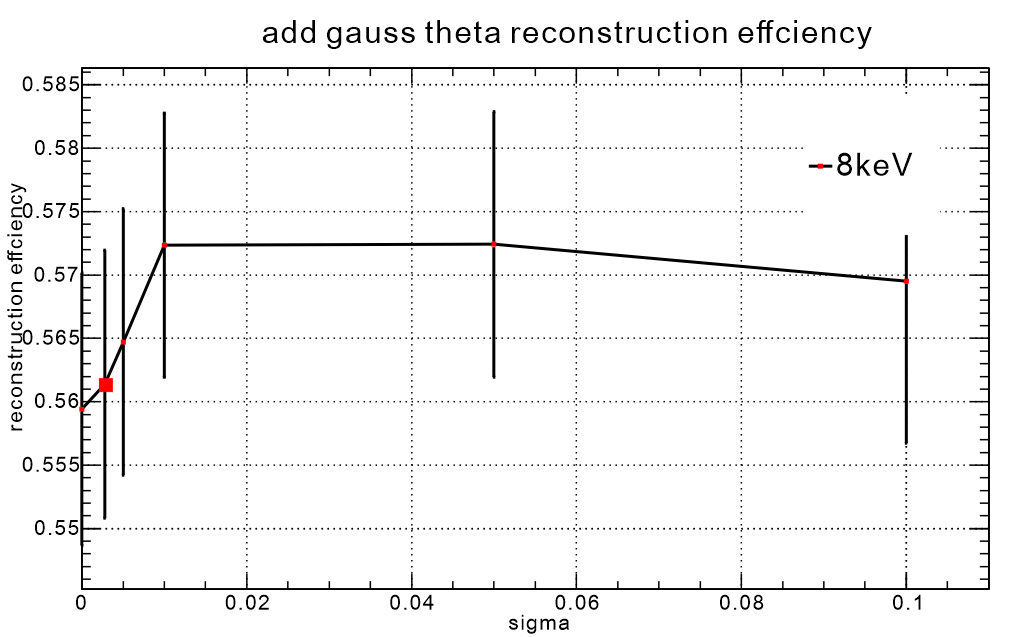 add gauss theta reconstruction effciency
0.585
0.58
0.575
0.57
0.565
0.56
0.555
0.55
reconstruction effciency
8keV
0 0.02 0.04 0.06 0.08 0.1
sigma